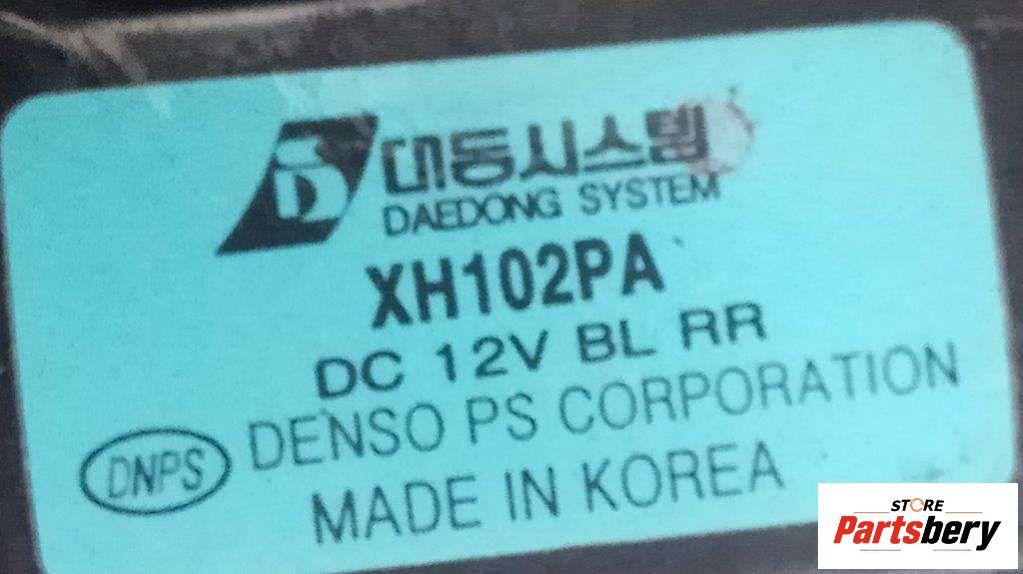 대동시스템
DAEDONG SYSTEM
XH102PA
DC 12V BL RR
DENSO PS CORPORATION
DNPS
MADE IN KOREA
STORE
Partsbery